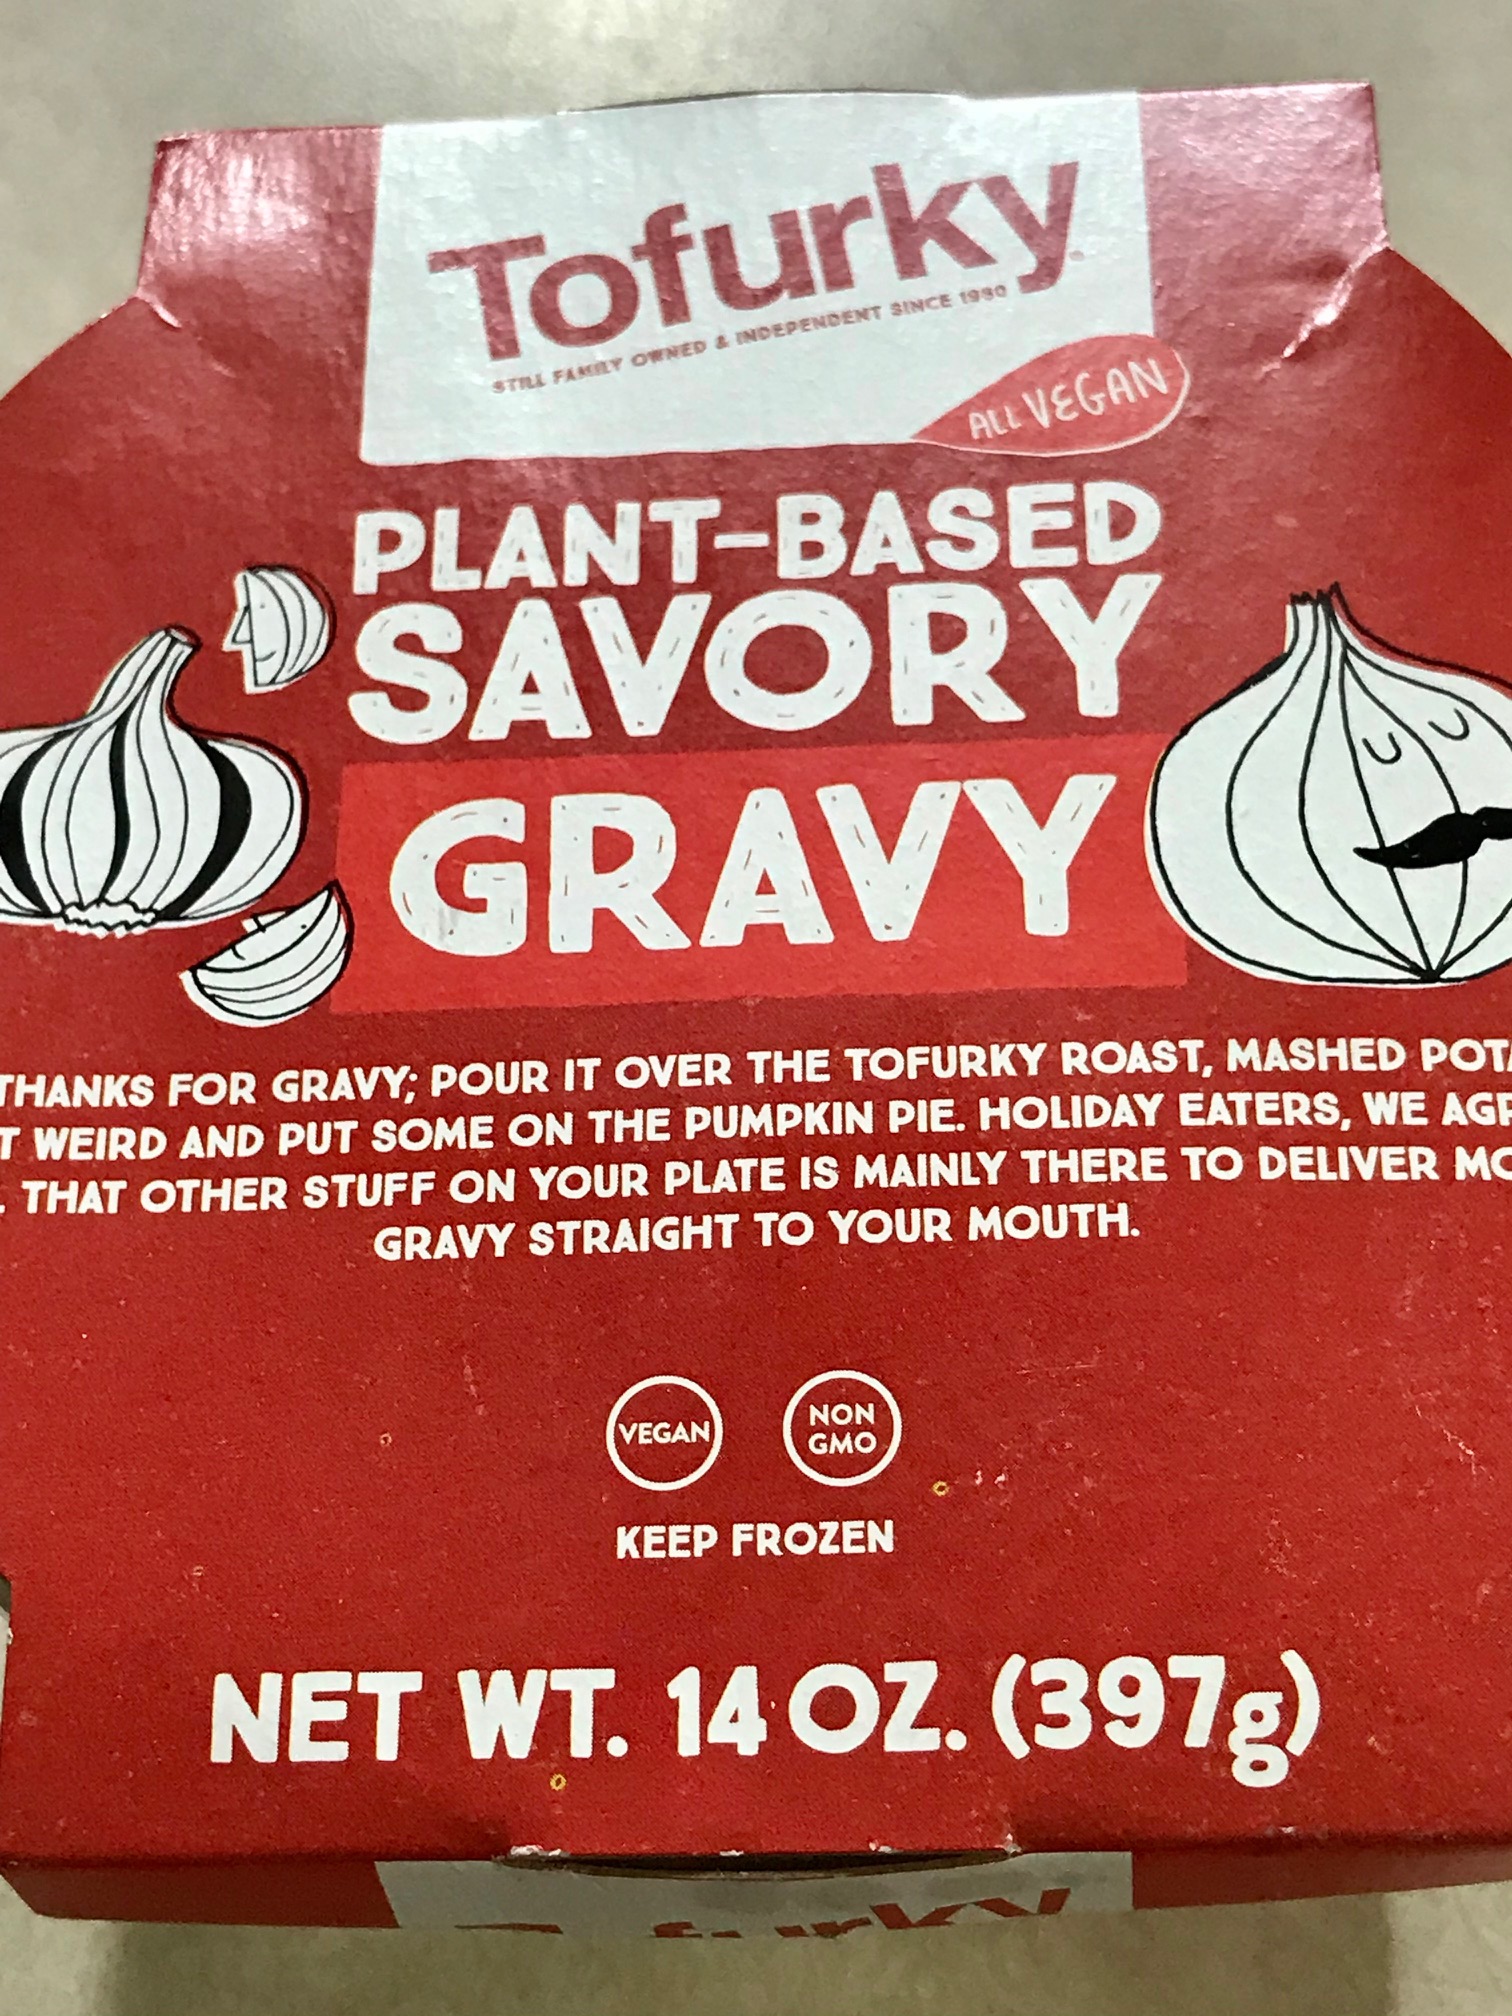 Tofurky
STILL FAMILY OWNED & INDEPENDENT SINCE 1980
ALL VEGAN
PLANT-BASED
SAVORY
GRAVY
THANKS FOR GRAVY; POUR IT OVER THE TOFURKY ROAST, MASHED
WEIRD AND PUT SOME ON THE PUMPKIN PIE. HOLIDAY EATERS, WE
THAT OTHER STUFF ON YOUR PLATE IS MAINLY THERE TO DELIVER
GRAVY STRAIGHT TO YOUR MOUTH.
VEGAN
NON
GMO
KEEP FROZEN
NET WT. 14 OZ. (397g)